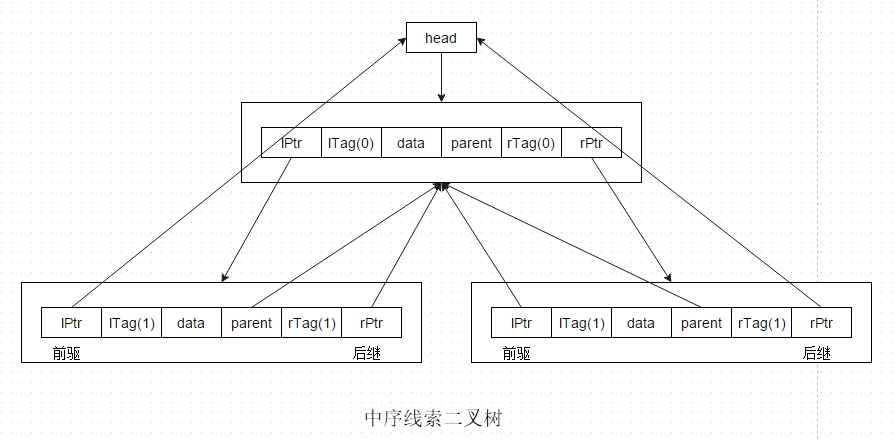 head
lPtr lTag(0) data parent rTag(0) rPtr
lPtr lTag(1) data parent rTag(1) rPtr
前驱 后继
lPtr lTag(1) data parent rTag(1) rPtr
前驱 后继
中序线索二叉树